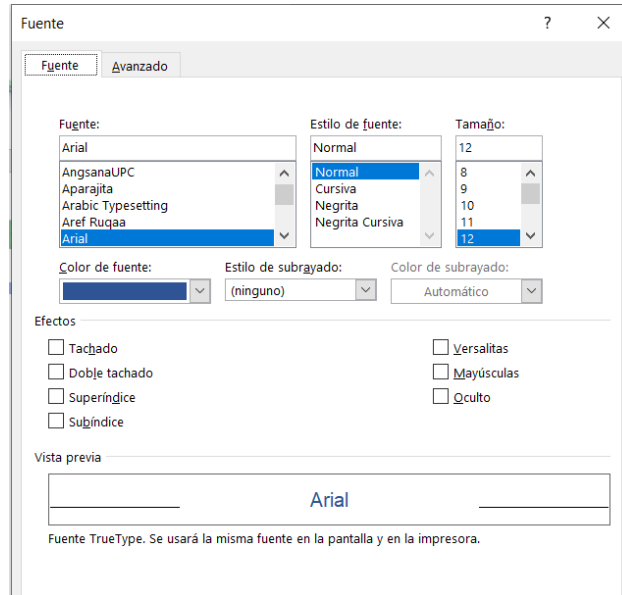 Fuente ? ×
Fuente Avanzado
Fuente: Estilo de fuente: Tamaño:
Arial Normal 12
AngsanaUPC Normal 8
Aparajita Cursiva 9
Arabic Typesetting Negrita 10
Aref Ruqaa Negrita Cursiva 11
Arial 12
Color de fuente: Estilo de subrayado: Color de subrayado:
(ninguno) Automático
Efectos
Tachado Versalitas
Doble tachado Mayúsculas
Superíndice Oculto
Subíndice
Vista previa
Arial
Fuente TrueType. Se usará la misma fuente en la pantalla y en la impresora.